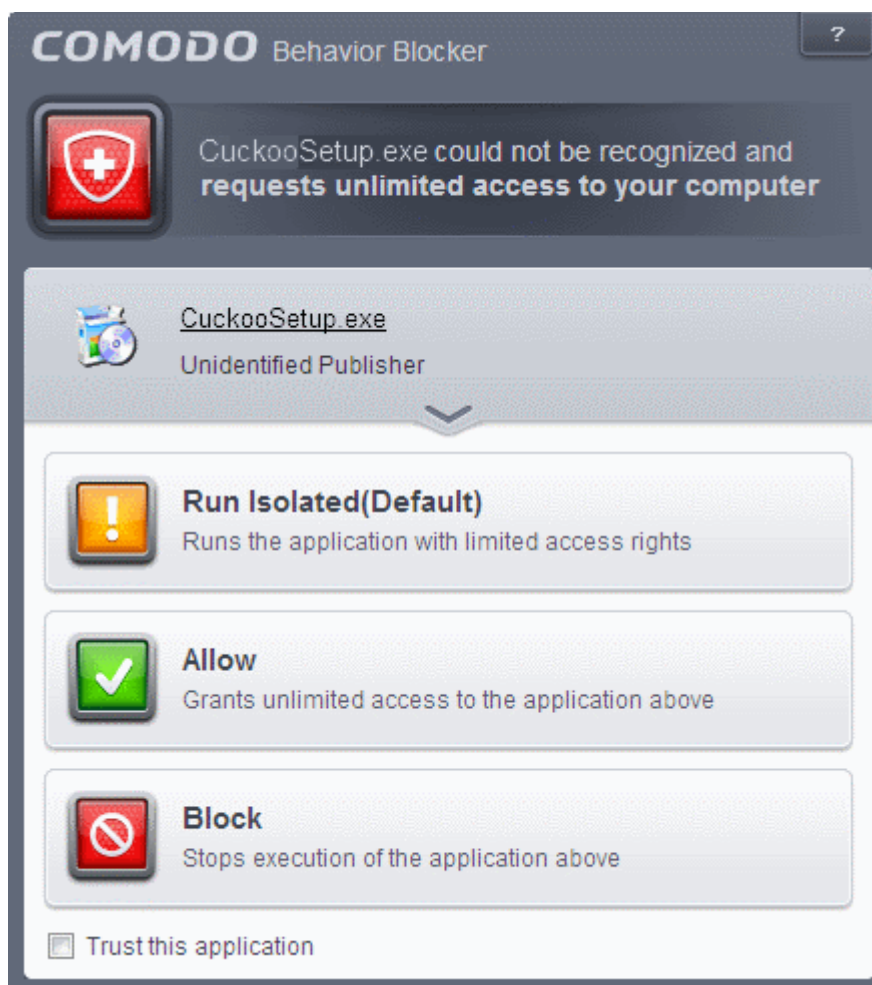 COMODO Behavior Blocker
?
CuckooSetup.exe could not be recognized and
requests unlimited access to your computer
CuckooSetup.exe
Unidentified Publisher
Run Isolated(Default)
Runs the application with limited access rights
Allow
Grants unlimited access to the application above
Block
Stops execution of the application above
Trust this application